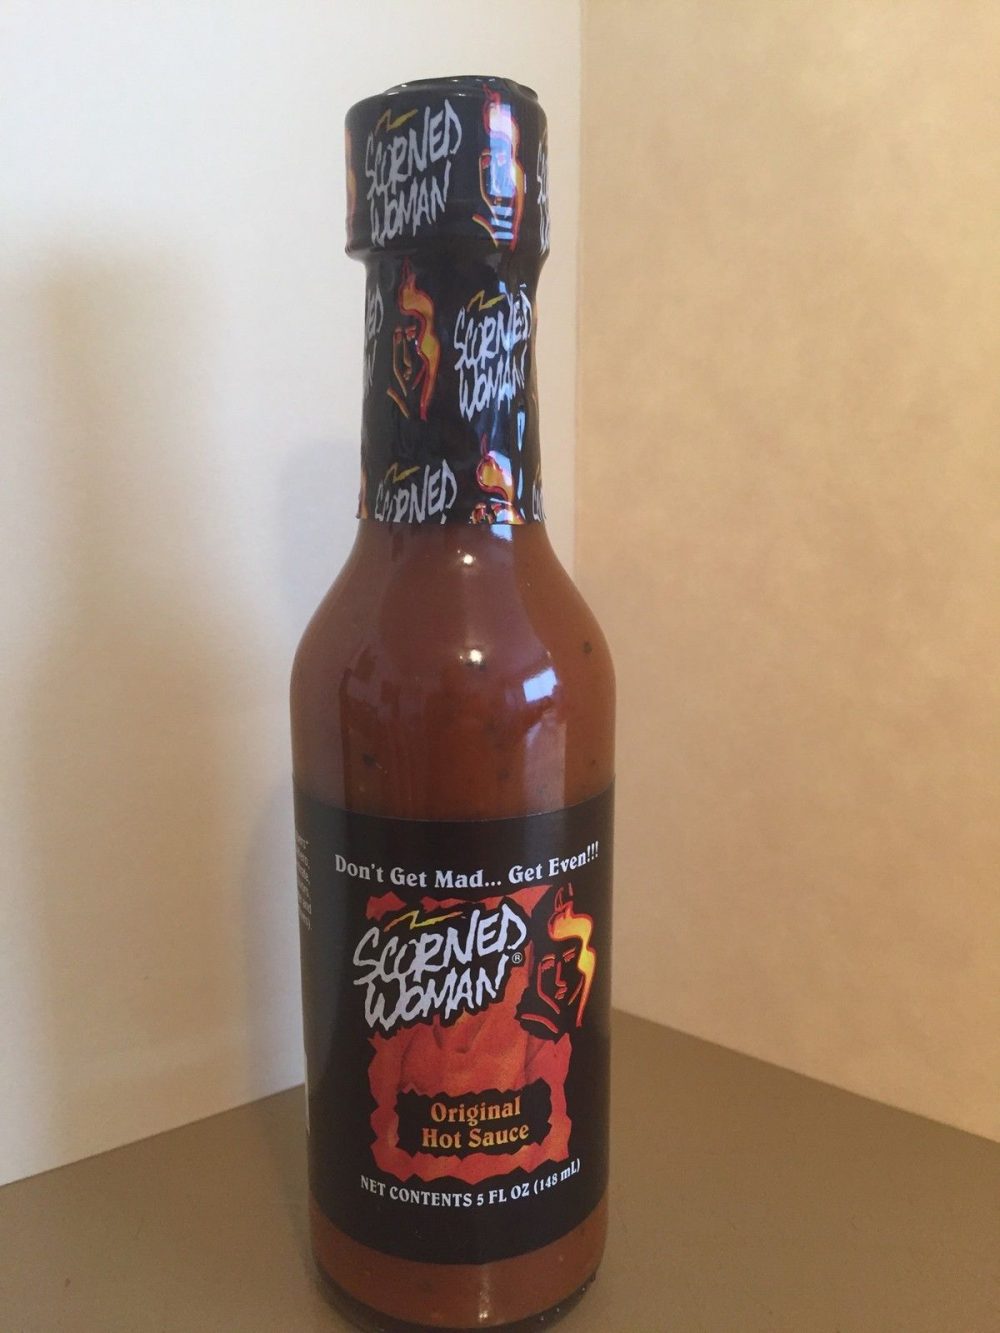 SCORNED
WOMAN
SCORNED
WOMAN
SCORNED
Don't Get Mad... Get Even!!!
SCORNED
WOMAN®
Original
Hot Sauce
NET CONTENTS 5 FL OZ (148 mL)